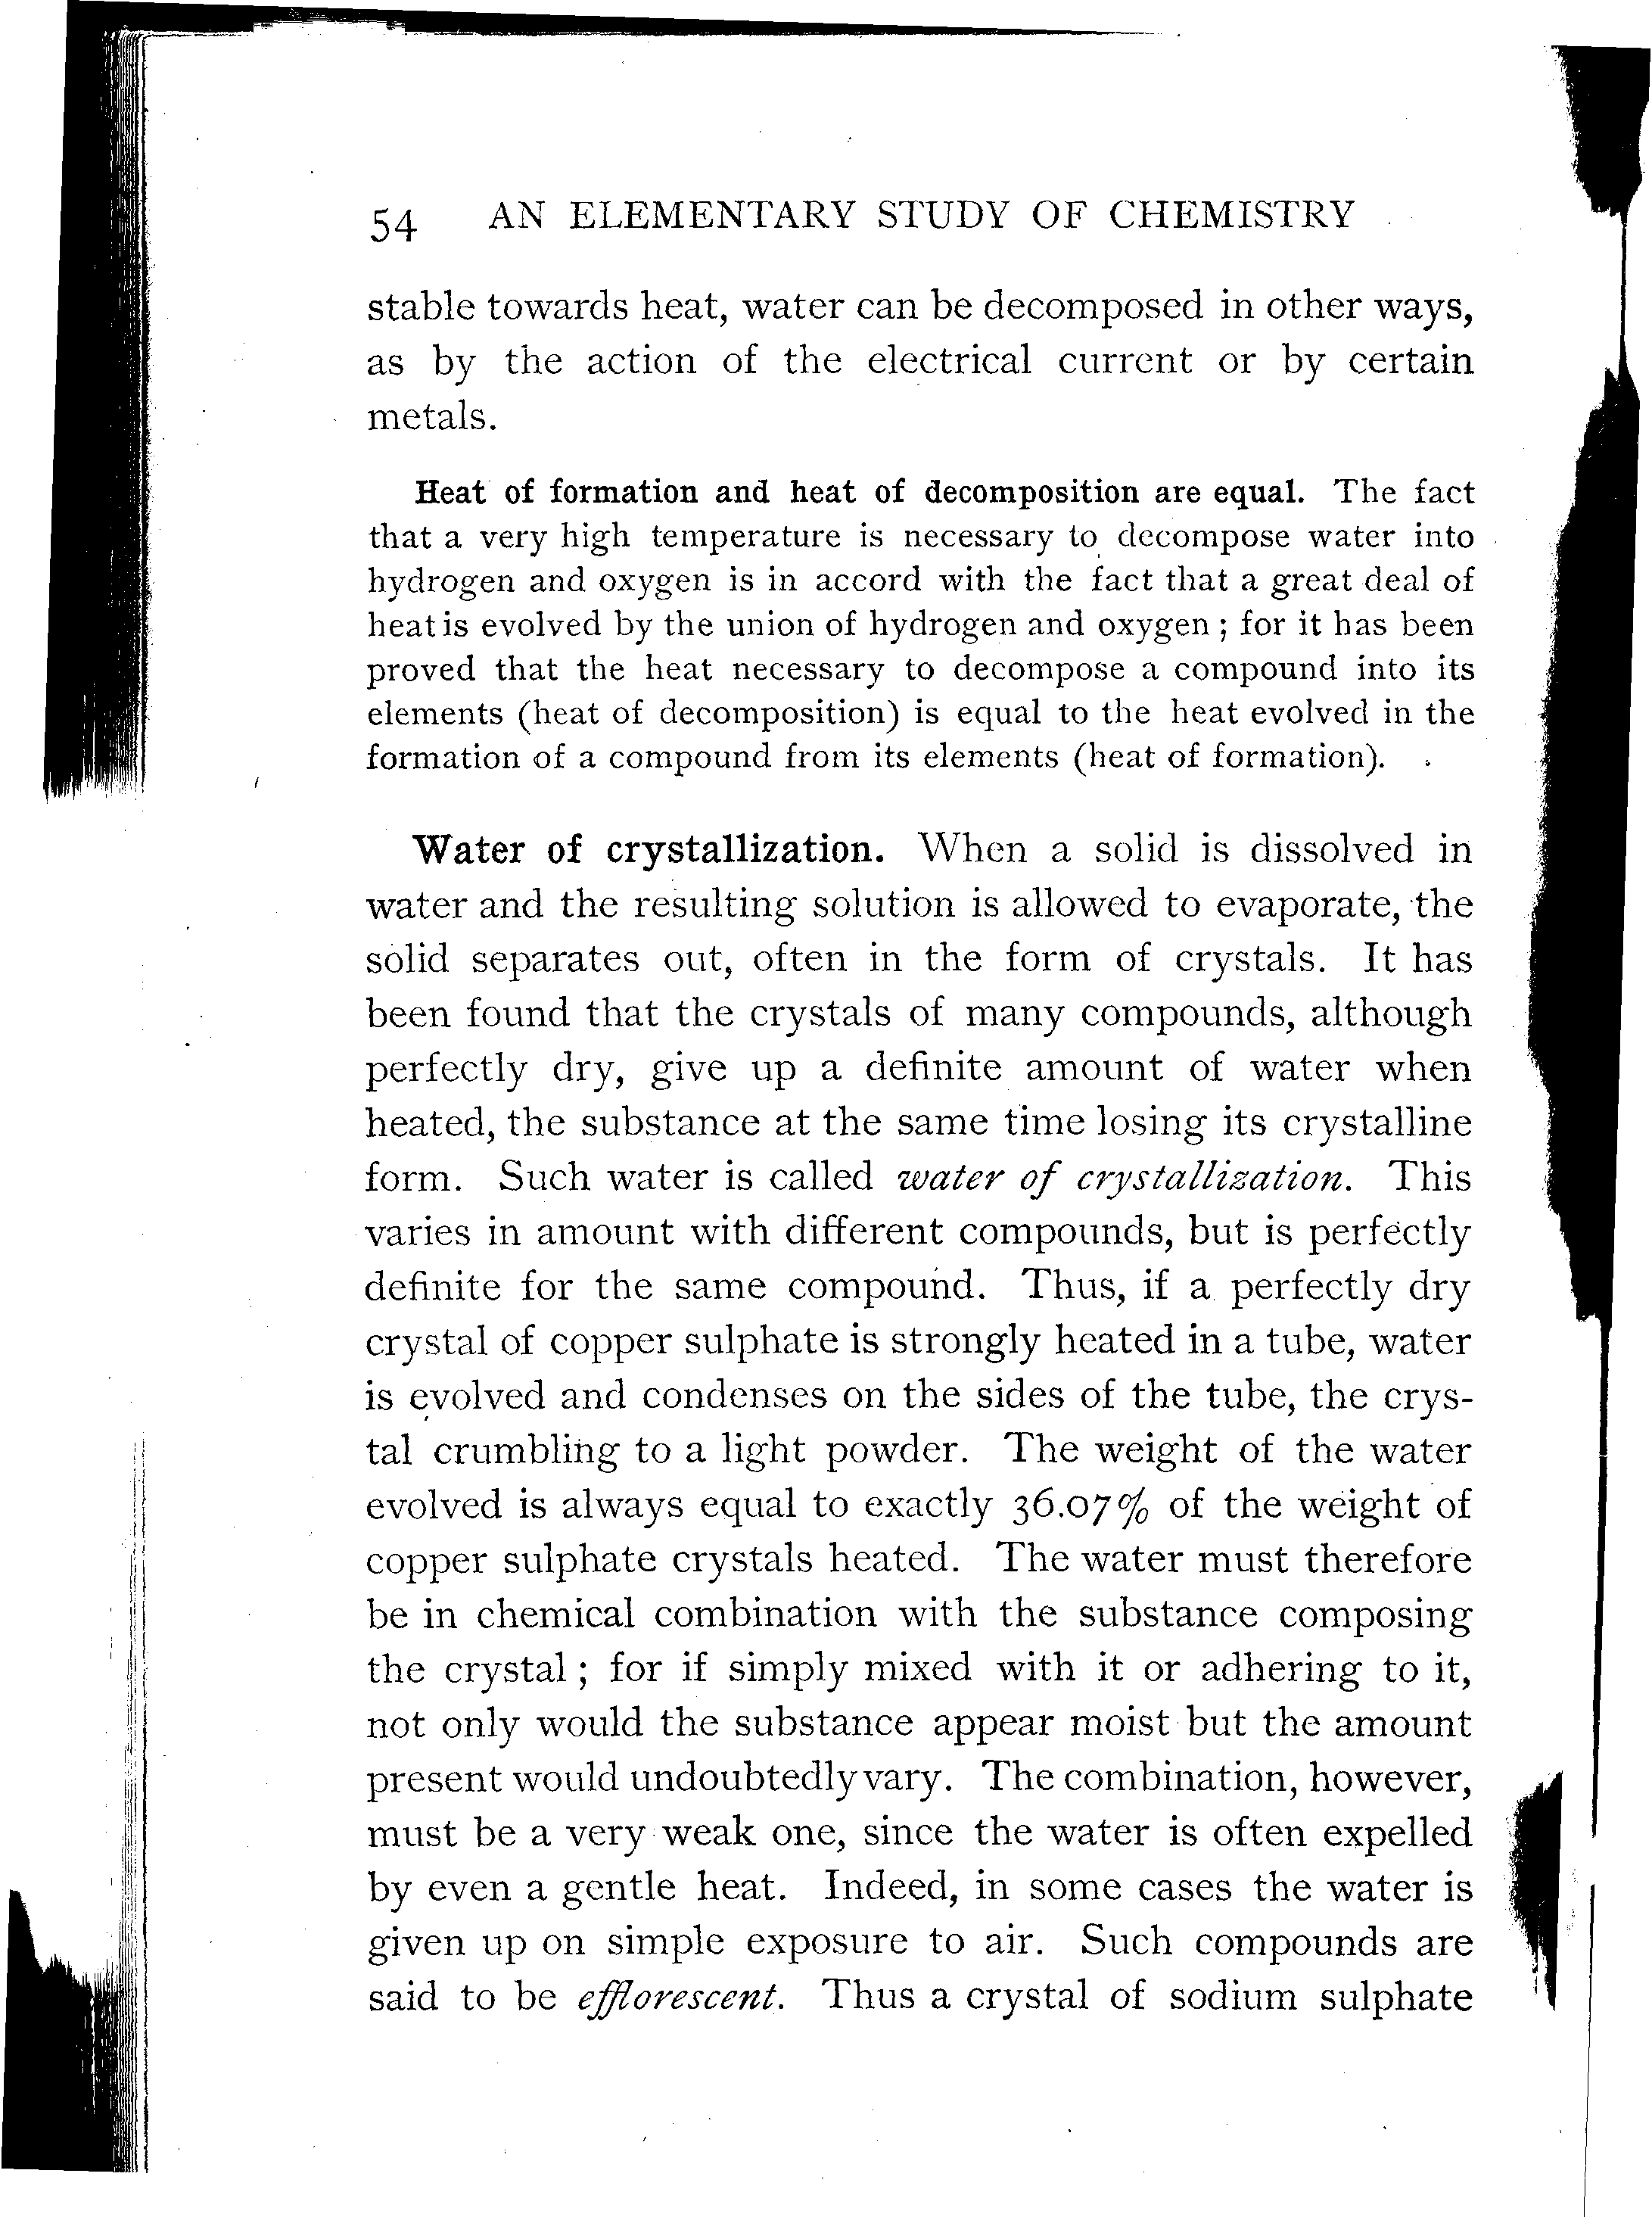 54 AN ELEMENTARY STUDY OF CHEMISTRY
stable towards heat, water can be decomposed in other ways,
as by the action of the electrical current or by certain
metals.
Heat of formation and heat of decomposition are equal. The fact
that a very high temperature is necessary to decompose water into
hydrogen and oxygen is in accord with the fact that a great deal of
heat is evolved by the union of hydrogen and oxygen; for it has been
proved that the heat necessary to decompose a compound into its
elements (heat of decomposition) is equal to the heat evolved in the
formation of a compound from its elements (heat of formation).
Water of crystallization. When a solid is dissolved in
water and the resulting solution is allowed to evaporate, the
solid separates out, often in the form of crystals. It has
been found that the crystals of many compounds, although
perfectly dry, give up a definite amount of water when
heated, the substance at the same time losing its crystalline
form. Such water is called water of crystallization. This
varies in amount with different compounds, but is perfectly
definite for the same compound. Thus, if a perfectly dry
crystal of copper sulphate is strongly heated in a tube, water
is evolved and condenses on the sides of the tube, the crys-
tal crumbling to a light powder. The weight of the water
evolved is always equal to exactly 36.07% of the weight of
copper sulphate crystals heated. The water must therefore
be in chemical combination with the substance composing
the crystal; for if simply mixed with it or adhering to it,
not only would the substance appear moist but the amount
present would undoubtedly vary. The combination, however,
must be a very weak one, since the water is often expelled
by even a gentle heat. Indeed, in some cases the water is
given up on simple exposure to air. Such compounds are
said to be efflorescent. Thus a crystal of sodium sulphate